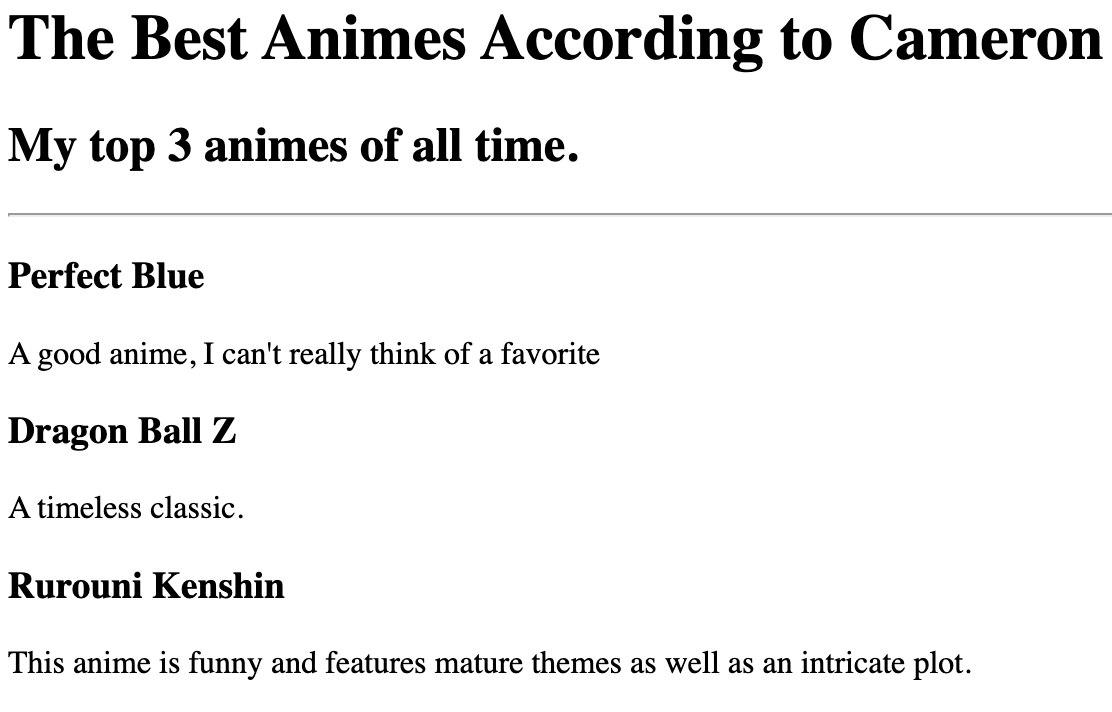 The Best Animes According to Cameron
My top 3 animes of all time.
Perfect Blue
A good anime, I can't really think of a favorite
Dragon Ball Z
A timeless classic.
Rurouni Kenshin
This anime is funny and features mature themes as well as an intricate plot.